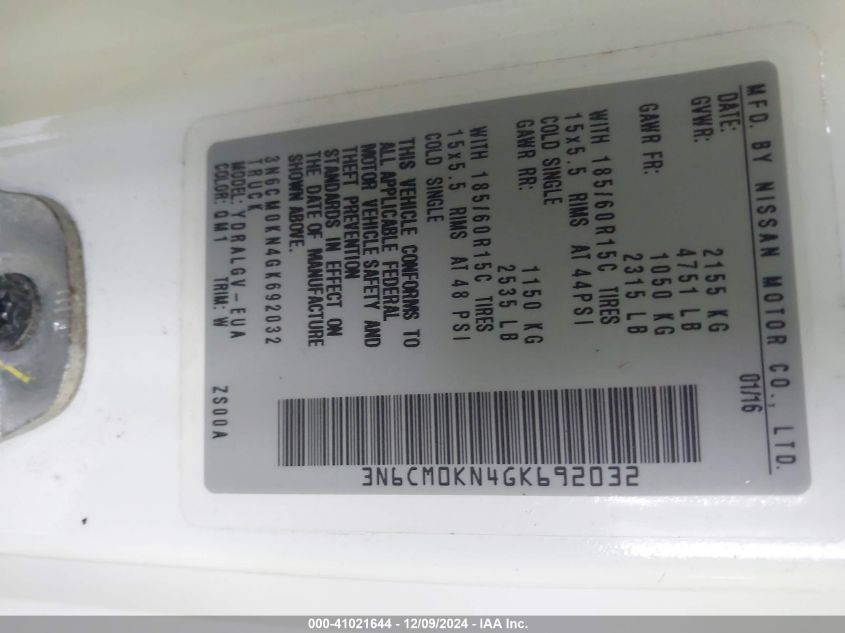 MFD. BY NISSAN MOTOR CO., LTD.
DATE: 01/16
GVWR: 2155 KG
4751 LB
GAWR FR: 1050 KG
2315 LB
WITH 185/60R15C TIRES
15x5.5 RIMS AT 44PSI
COLD SINGLE
GAWR RR: 1150 KG
2535 LB
WITH 185/60R15C TIRES
15x5.5 RIMS AT 48 PSI
COLD SINGLE
THIS VEHICLE CONFORMS TO
ALL APPLICABLE FEDERAL
MOTOR VEHICLE SAFETY AND
THEFT PREVENTION
STANDARDS IN EFFECT ON
THE DATE OF MANUFACTURE
SHOWN ABOVE.
3N6CM0KN4GK692032
TRUCK
MODEL: YDRALGV-EUA
COLOR: QM1 TRIM: W ZS00A
3N6CM0KN4GK692032
000-41021644 - 12/09/2024 - IAA Inc.